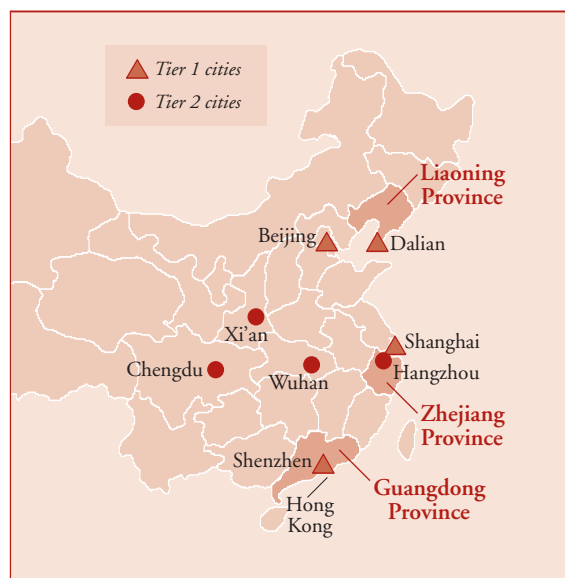 Tier 1 cities
Tier 2 cities
Liaoning
Province
Beijing
Dalian
Xi'an
Shanghai
Chengdu
Wuhan
Hangzhou
Zhejiang
Province
Shenzhen
Guangdong
Province
Hong
Kong